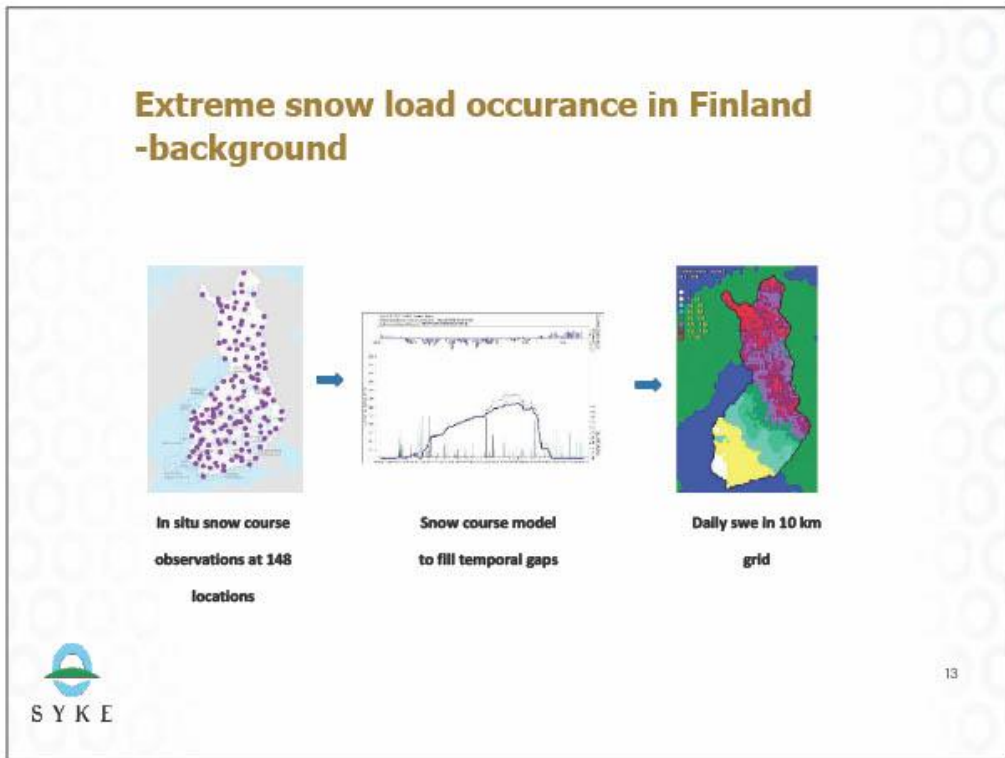 Extreme snow load occurance in Finland
-background
In situ snow course
observations at 148
locations
Snow course model
to fill temporal gaps
Daily swe in 10 km
grid
13
SYKE